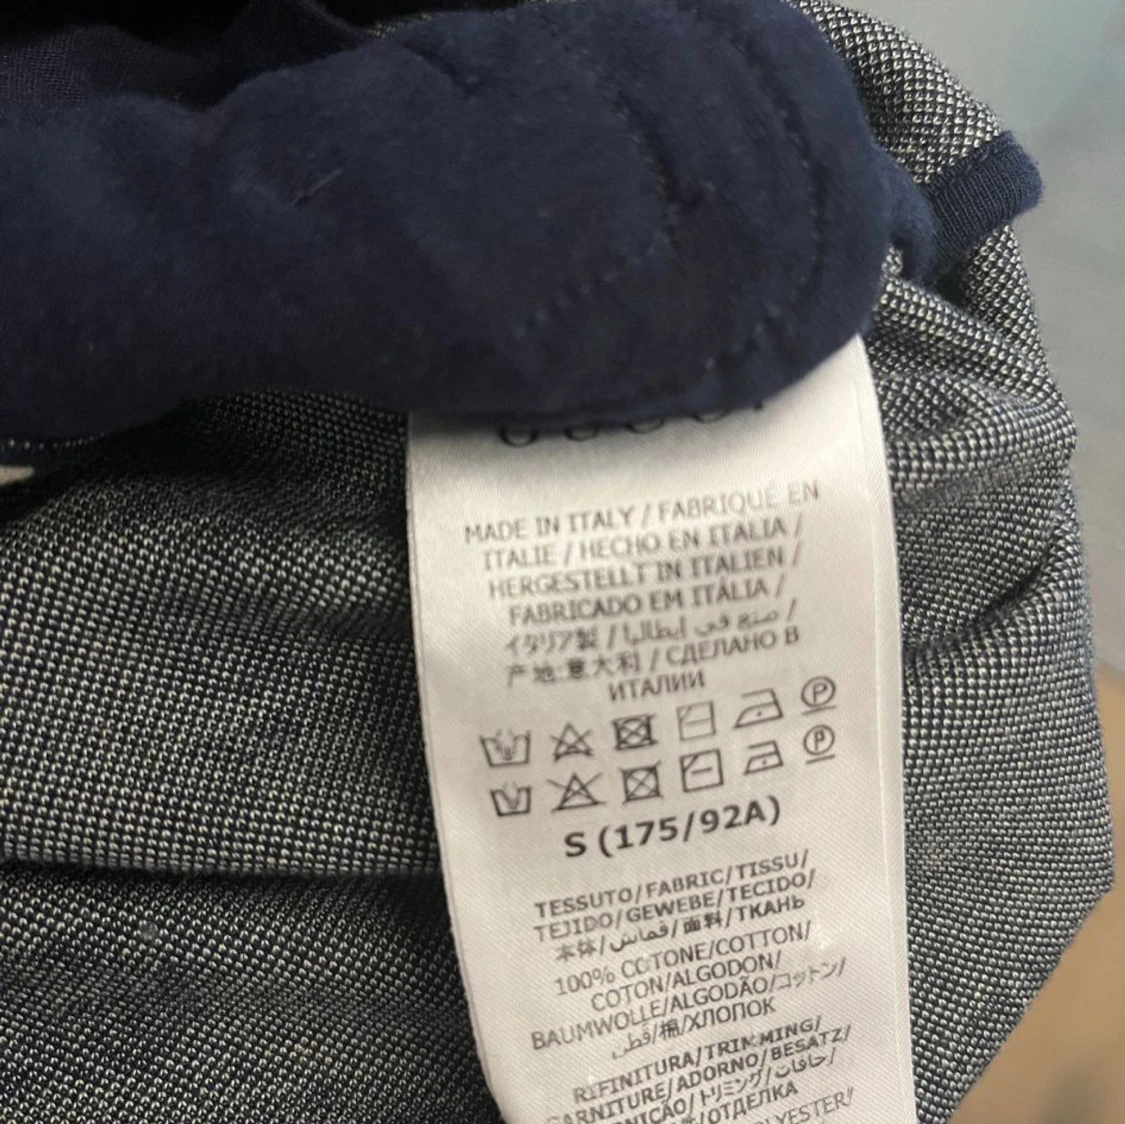 MADE IN ITALY / FABRIQUÉ EN
ITALIE / HECHO EN ITALIA /
HERGESTELLT IN ITALIEN /
FABRICADO EM ITÁLIA /
イタリア製 / صنع في ايطاليا /
产地:意大利 / СДЕЛАНО В
ИТАЛИИ
P
P
S (175/92A)
TESSUTO/FABRIC/TISSU/
TEJIDO/GEWEBE/TECIDO/
本体/قماش/面料/ТКАНЬ
100% COTONE/COTTON/
COTON/ALGODON/
BAUMWOLLE/ALGODÃO/コットン/
قطن/棉/ХЛОПОК
RIFINITURA/TRIMMING/
GARNITURE/ADORNO/BESATZ/
トリミング/حافات/
ОТДЕЛКА